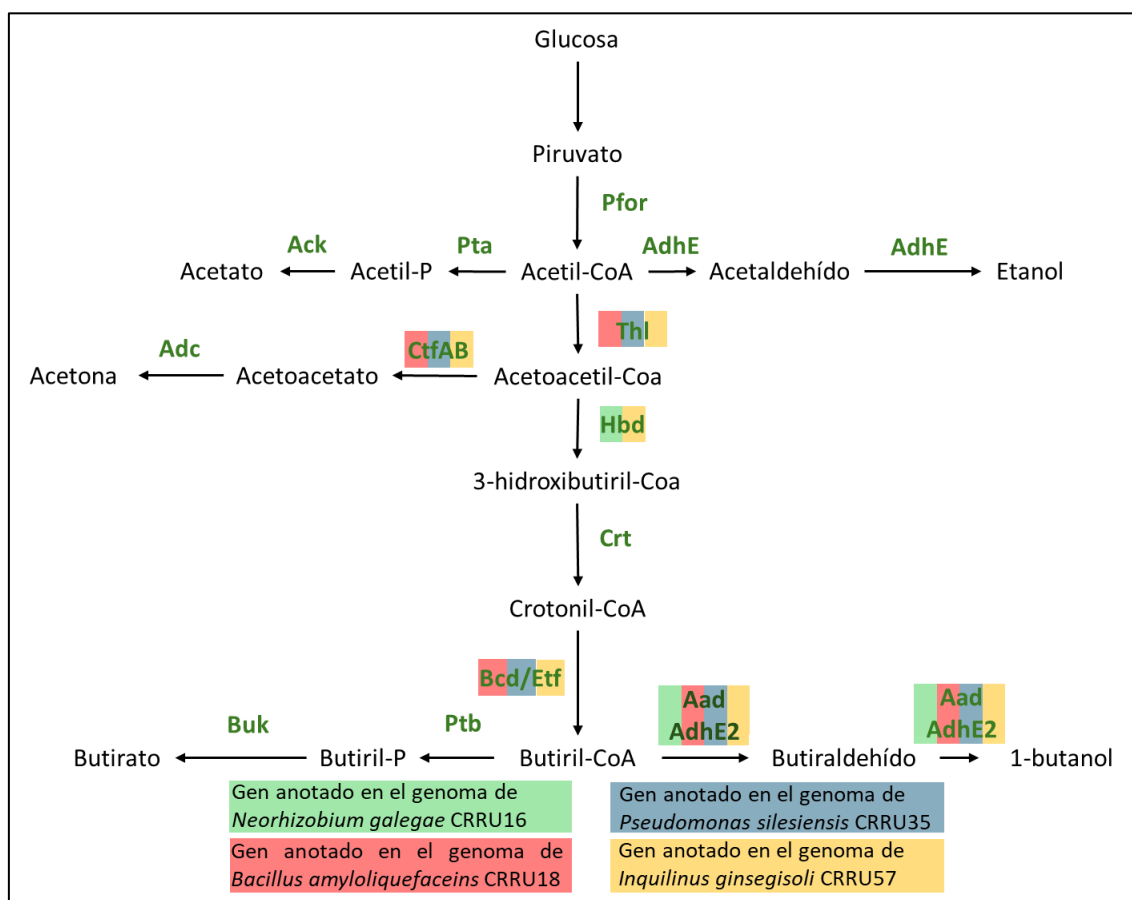 Glucosa
Piruvato
Pfor
Ack
Pta
AdhE
AdhE
Acetato
Acetil-P
Acetil-CoA
Acetaldehído
Etanol
Thl
CtfAB
Adc
Acetona
Acetoacetato
Acetoacetil-Coa
Hbd
3-hidroxibutiril-Coa
Crt
Crotonil-CoA
Bcd/Etf
Aad
AdhE2
Aad
AdhE2
Buk
Ptb
Butirato
Butiril-P
Butiril-CoA
Butiraldehído
1-butanol
Gen anotado en el genoma de
Neorhizobium galegae CRRU16
Gen anotado en el genoma de
Pseudomonas silesiensis CRRU35
Gen anotado en el genoma de
Bacillus amyloliquefaceins CRRU18
Gen anotado en el genoma de
Inquilinus ginsegisoli CRRU57